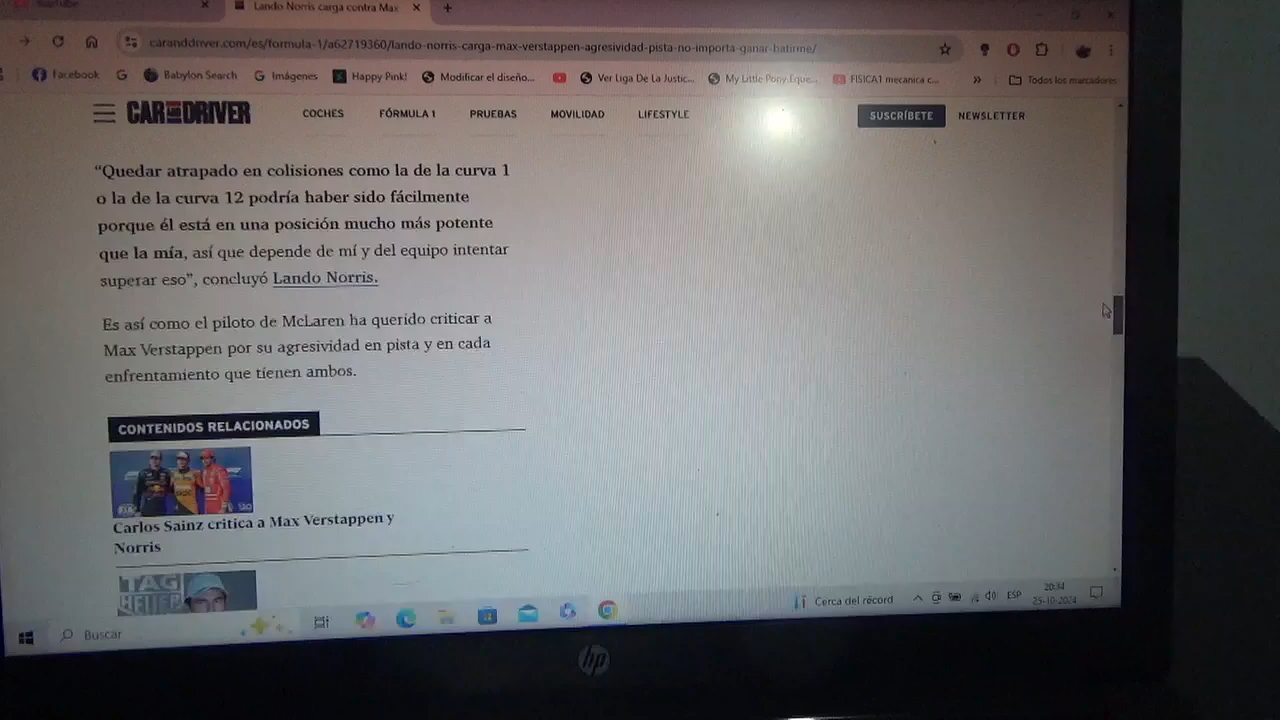 YouTube
Lando Norris carga contra Max
caranddriver.com/es/formula-1/a62719360/lando-norris-carga-max-verstappen-agresividad-pista-no-importa-ganar-batirme/
Facebook
Babylon Search
Imágenes
Happy Pink!
Modificar el diseño...
Ver Liga De La Justic...
My Little Pony Eque...
FISICA1 mecanica c...
»
Todos los marcadores
CAR AND DRIVER
COCHES
FÓRMULA 1
PRUEBAS
MOVILIDAD
LIFESTYLE
SUSCRÍBETE
NEWSLETTER
“Quedar atrapado en colisiones como la de la curva 1
o la de la curva 12 podría haber sido fácilmente
porque él está en una posición mucho más potente
que la mía, así que depende de mí y del equipo intentar
superar eso”, concluyó Lando Norris.
Es así como el piloto de McLaren ha querido criticar a
Max Verstappen por su agresividad en pista y en cada
enfrentamiento que tienen ambos.
CONTENIDOS RELACIONADOS
Carlos Sainz critica a Max Verstappen y
Norris
TAG
HEUER
Buscar
Cerca del récord
ESP
20:34
25-10-2024
hp